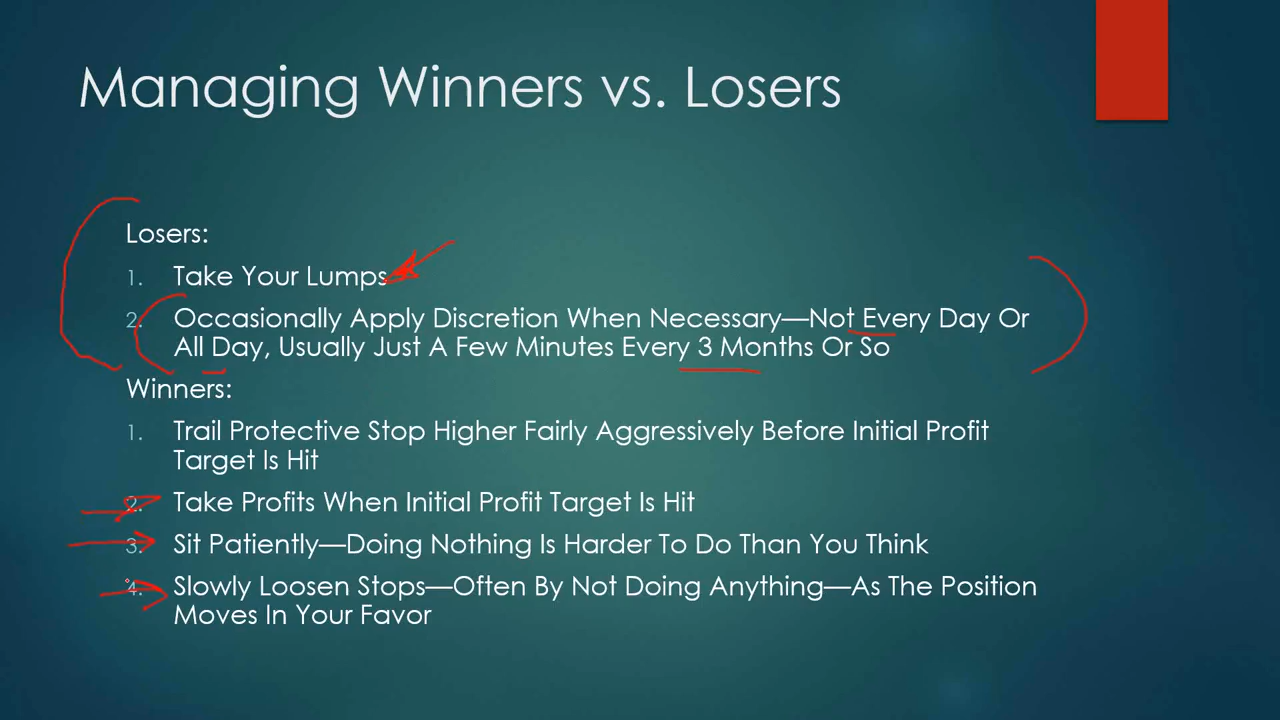 Managing Winners vs. Losers
Losers:
1. Take Your Lumps
2. Occasionally Apply Discretion When Necessary—Not Every Day Or
All Day, Usually Just A Few Minutes Every 3 Months Or So
Winners:
1. Trail Protective Stop Higher Fairly Aggressively Before Initial Profit
Target Is Hit
2. Take Profits When Initial Profit Target Is Hit
3. Sit Patiently—Doing Nothing Is Harder To Do Than You Think
4. Slowly Loosen Stops—Often By Not Doing Anything—As The Position
Moves In Your Favor